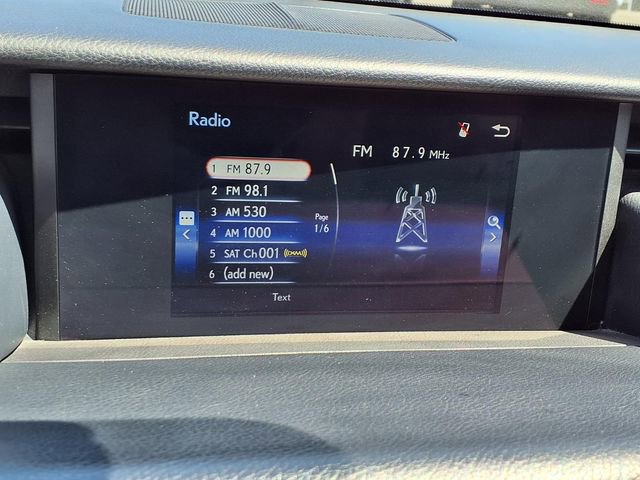 Radio
FM 87.9 MHz
1 FM 87.9
2 FM 98.1
3 AM 530
4 AM 1000
5 SAT Ch 001 ((SXM))
6 (add new)
Page
1/6
Text